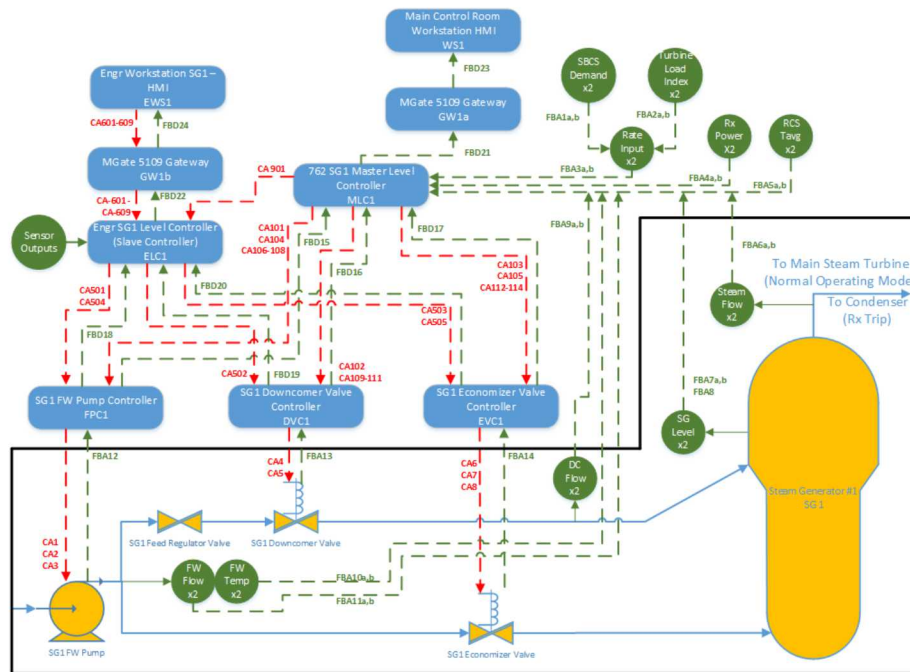 Main Control Room
Workstation HMI
WS1
FBD23
MGate 5109 Gateway
GW1a
FBD21
Engr Workstation SG1 –
HMI
EWS1
CA601-609
FBD24
MGate 5109 Gateway
GW1b
CA-601 -
CA-609
FBD22
Engr SG1 Level Controller
(Slave Controller)
ELC1
Sensor
Outputs
CA 901
762 SG1 Master Level
Controller
MLC1
SBCS
Demand
x2
Turbine
Load
Index
x2
FBA1a,b
FBA2a,b
Rate
Input
x2
Rx
Power
X2
RCS
Tavg
X2
FBA3a,b
FBA4a,b
FBA5a,b
FBA9a,b
FBA6a,b
CA101
CA104
CA106-108
FBD15
FBD16
FBD17
CA103
CA105
CA112-114
FBD20
CA501
CA504
FBD18
CA503
CA505
CA502
FBD19
CA102
CA109-111
To Main Steam Turbine
(Normal Operating Mode)
To Condenser
(Rx Trip)
Steam
Flow
x2
FBA7a,b
FBA8
SG
Level
x2
SG1 FW Pump Controller
FPC1
SG1 Downcomer Valve
Controller
DVC1
SG1 Economizer Valve
Controller
EVC1
FBA12
CA4
CA5
FBA13
CA6
CA7
CA8
FBA14
DC
Flow
x2
Steam Generator #1
SG1
SG1 Feed Regulator Valve
SG1 Downcomer Valve
CA1
CA2
CA3
FW
Flow
x2
FW
Temp
x2
FBA10a,b
FBA11a,b
SG1 FW Pump
SG1 Economizer Valve